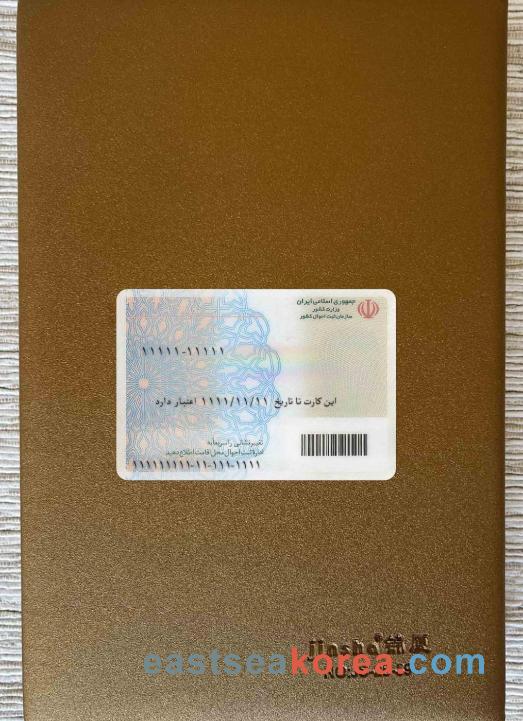 جمهوری اسلامی ایران
وزارت کشور
سازمان ثبت احوال کشور
۱۱۱۱۱-۱۱۱۱۱
این کارت تا تاریخ ۱۱۱۱/۱۱/۱۱ اعتبار دارد
تغییر نشانی را سریعا به
اداره ثبت احوال محل اقامت اطلاع دهید
۱۱۱۱۱۱۱۱۱-۱۱-۱۱۱-۱۱۱۱
jinsha
eastseakorea.com